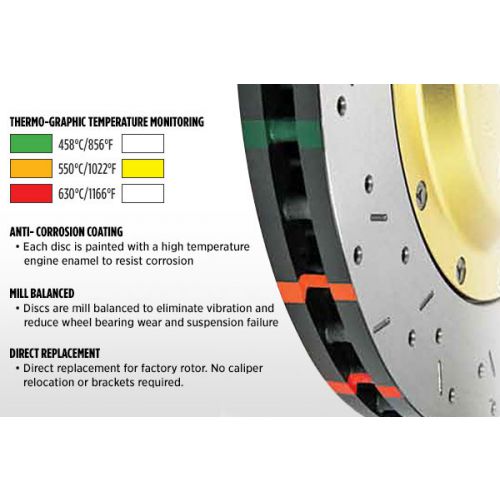 THERMO-GRAPHIC TEMPERATURE MONITORING
458°C/856°F
550°C/1022°F
630°C/1166°F
ANTI- CORROSION COATING
• Each disc is painted with a high temperature
engine enamel to resist corrosion
MILL BALANCED
• Discs are mill balanced to eliminate vibration and
reduce wheel bearing wear and suspension failure
DIRECT REPLACEMENT
• Direct replacement for factory rotor. No caliper
relocation or brackets required.